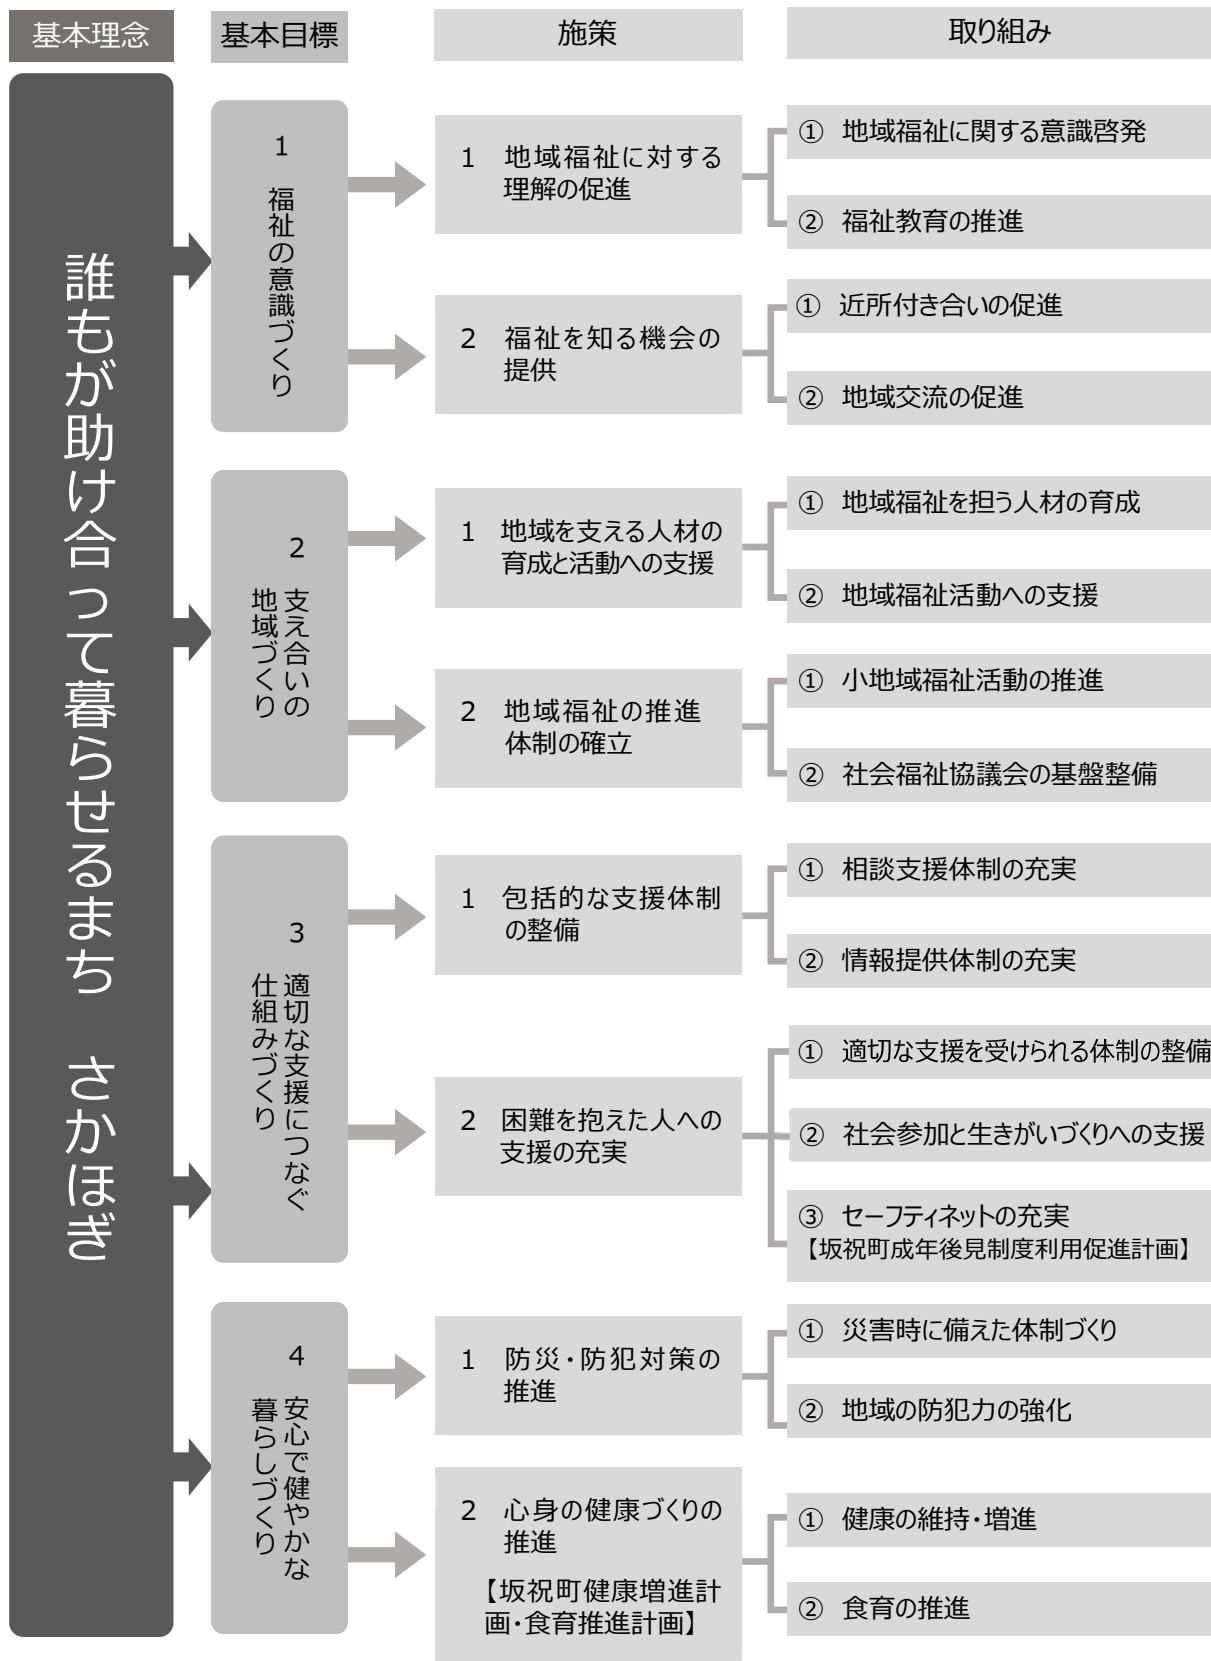 基本理念
基本目標
施策
取り組み
誰もが助け合って暮らせるまち　さかほぎ
1　福祉の意識づくり
1　地域福祉に対する
理解の促進
①　地域福祉に関する意識啓発
②　福祉教育の推進
2　福祉を知る機会の
提供
①　近所付き合いの促進
②　地域交流の促進
2　支え合いの
地域づくり
1　地域を支える人材の
育成と活動への支援
①　地域福祉を担う人材の育成
②　地域福祉活動への支援
2　地域福祉の推進
体制の確立
①　小地域福祉活動の推進
②　社会福祉協議会の基盤整備
3　適切な支援につなぐ
仕組みづくり
1　包括的な支援体制
の整備
①　相談支援体制の充実
②　情報提供体制の充実
2　困難を抱えた人への
支援の充実
①　適切な支援を受けられる体制の整備
②　社会参加と生きがいづくりへの支援
③　セーフティネットの充実
【坂祝町成年後見制度利用促進計画】
4　安心で健やかな
暮らしづくり
1　防災・防犯対策の
推進
①　災害時に備えた体制づくり
②　地域の防犯力の強化
2　心身の健康づくりの
推進
【坂祝町健康増進計
画・食育推進計画】
①　健康の維持・増進
②　食育の推進